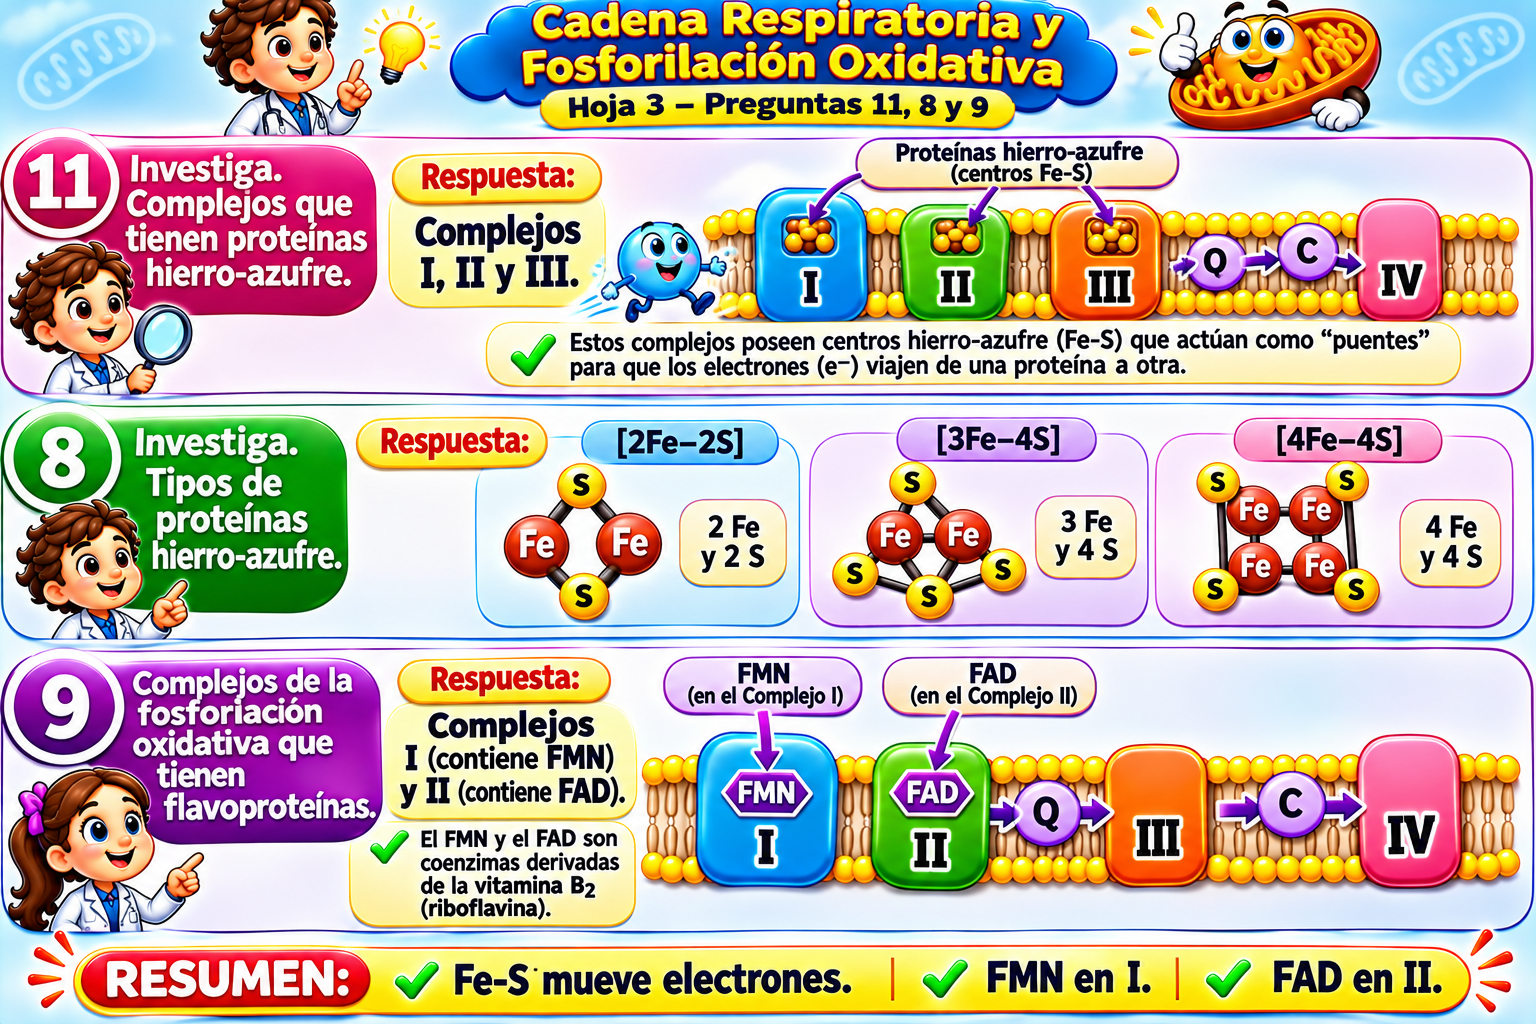 Cadena Respiratoria y
Fosforilación Oxidativa
Hoja 3 – Preguntas 11, 8 y 9
11
Investiga.
Complejos que
tienen proteínas
hierro-azufre.
Respuesta:
Complejos
I, II y III.
Proteínas hierro-azufre
(centros Fe-S)
I
II
III
Q
C
IV
Estos complejos poseen centros hierro-azufre (Fe-S) que actúan como “puentes”
para que los electrones (e⁻) viajen de una proteína a otra.
8
Investiga.
Tipos de
proteínas
hierro-azufre.
Respuesta:
[2Fe–2S]
S
Fe
Fe
S
2 Fe
y 2 S
[3Fe–4S]
S
Fe
Fe
S
S
S
3 Fe
y 4 S
[4Fe–4S]
S
S
Fe
Fe
Fe
Fe
S
S
4 Fe
y 4 S
9
Complejos de la
fosforiación
oxidativa que
tienen
flavoproteínas.
Respuesta:
Complejos
I (contiene FMN)
y II (contiene FAD).
El FMN y el FAD son
coenzimas derivadas
de la vitamina B₂
(riboflavina).
FMN
(en el Complejo I)
FAD
(en el Complejo II)
FMN
I
FAD
II
Q
III
C
IV
RESUMEN:
Fe-S mueve electrones.
FMN en I.
FAD en II.